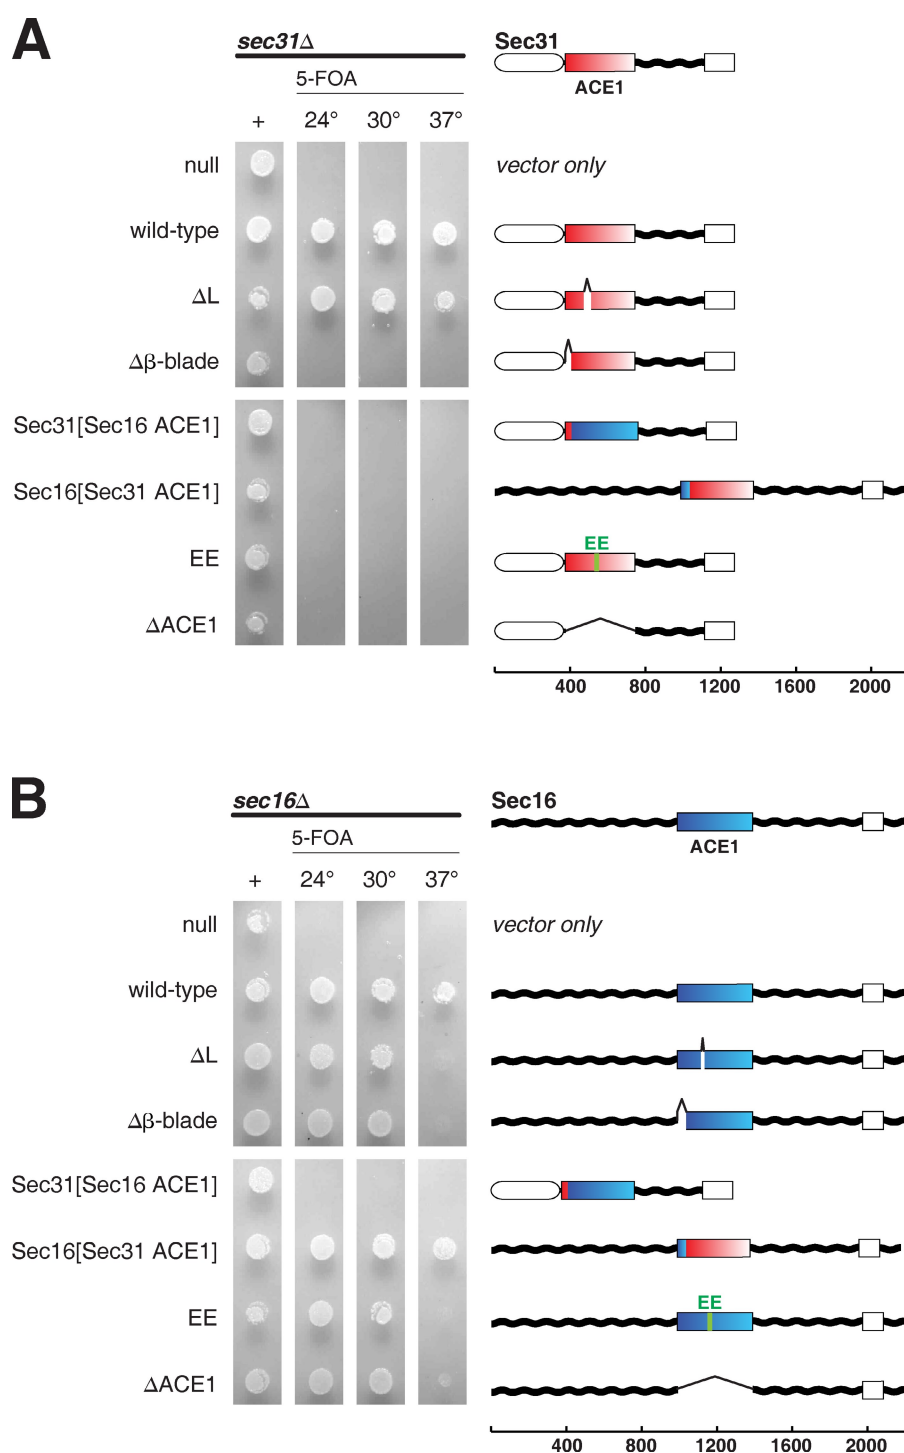 A
sec31Δ
Sec31
5-FOA
ACE1
+ 24° 30° 37°
null
vector only
wild-type
ΔL
Δβ-blade
Sec31[Sec16 ACE1]
Sec16[Sec31 ACE1]
EE
EE
ΔACE1
400 800 1200 1600 2000
B
sec16Δ
Sec16
5-FOA
ACE1
+ 24° 30° 37°
null
vector only
wild-type
ΔL
Δβ-blade
Sec31[Sec16 ACE1]
Sec16[Sec31 ACE1]
EE
EE
ΔACE1
400 800 1200 1600 2000